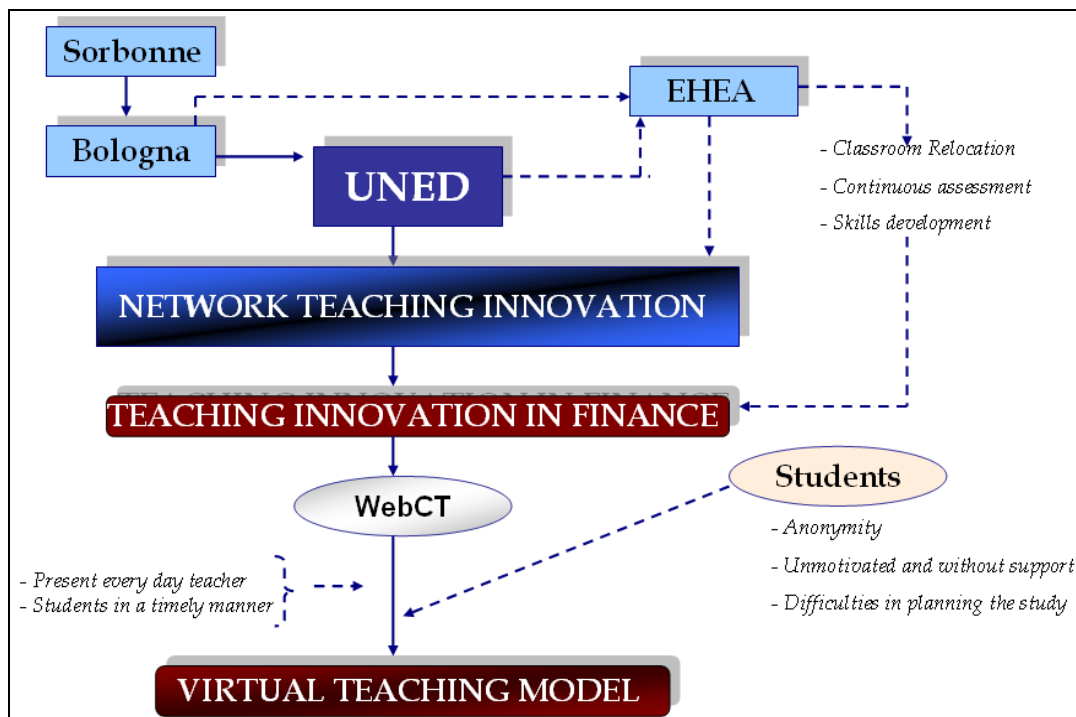 Sorbonne
EHEA
Bologna
- Classroom Relocation
UNED
- Continuous assessment
- Skills development
NETWORK TEACHING INNOVATION
TEACHING INNOVATION IN FINANCE
Students
WebCT
- Anonymity
- Present every day teacher
- Unmotivated and without support
- Students in a timely manner
- Difficulties in planning the study
VIRTUAL TEACHING MODEL